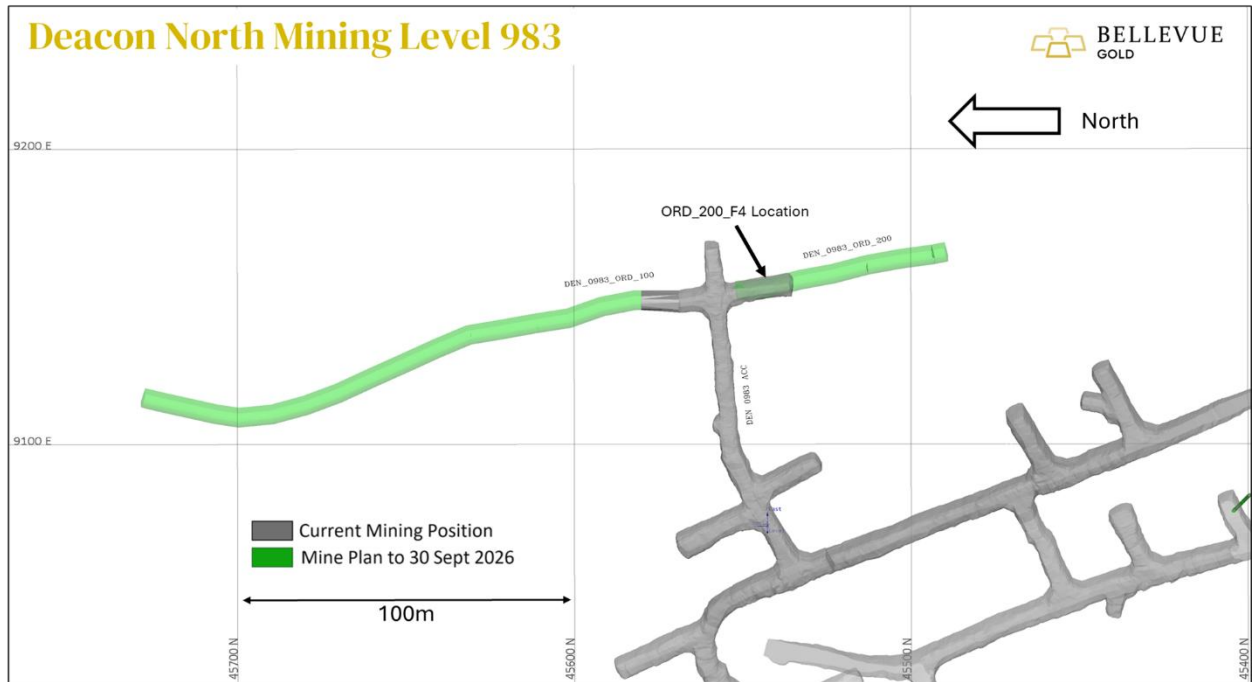 Deacon North Mining Level 983
BELLEVUE
GOLD
North
9200 E
ORD_200_F4 Location
DEN_0983_ORD_200
DEN_0983_ORD_100
DEN 0983 ACC
9100 E
Current Mining Position
Mine Plan to 30 Sept 2026
100m
45700 N
45600 N
45500 N
45400 N